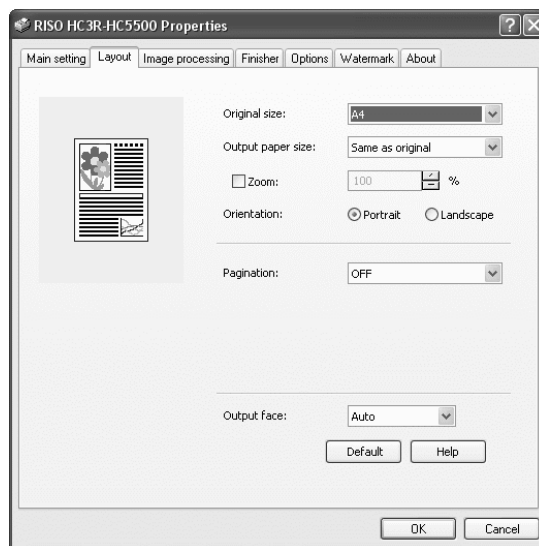 RISO HC3R-HC5500 Properties
Main setting Layout Image processing Finisher Options Watermark About
Original size: A4
Output paper size: Same as original
Zoom: 100 %
Orientation: Portrait Landscape
Pagination: OFF
Output face: Auto
Default Help
OK Cancel